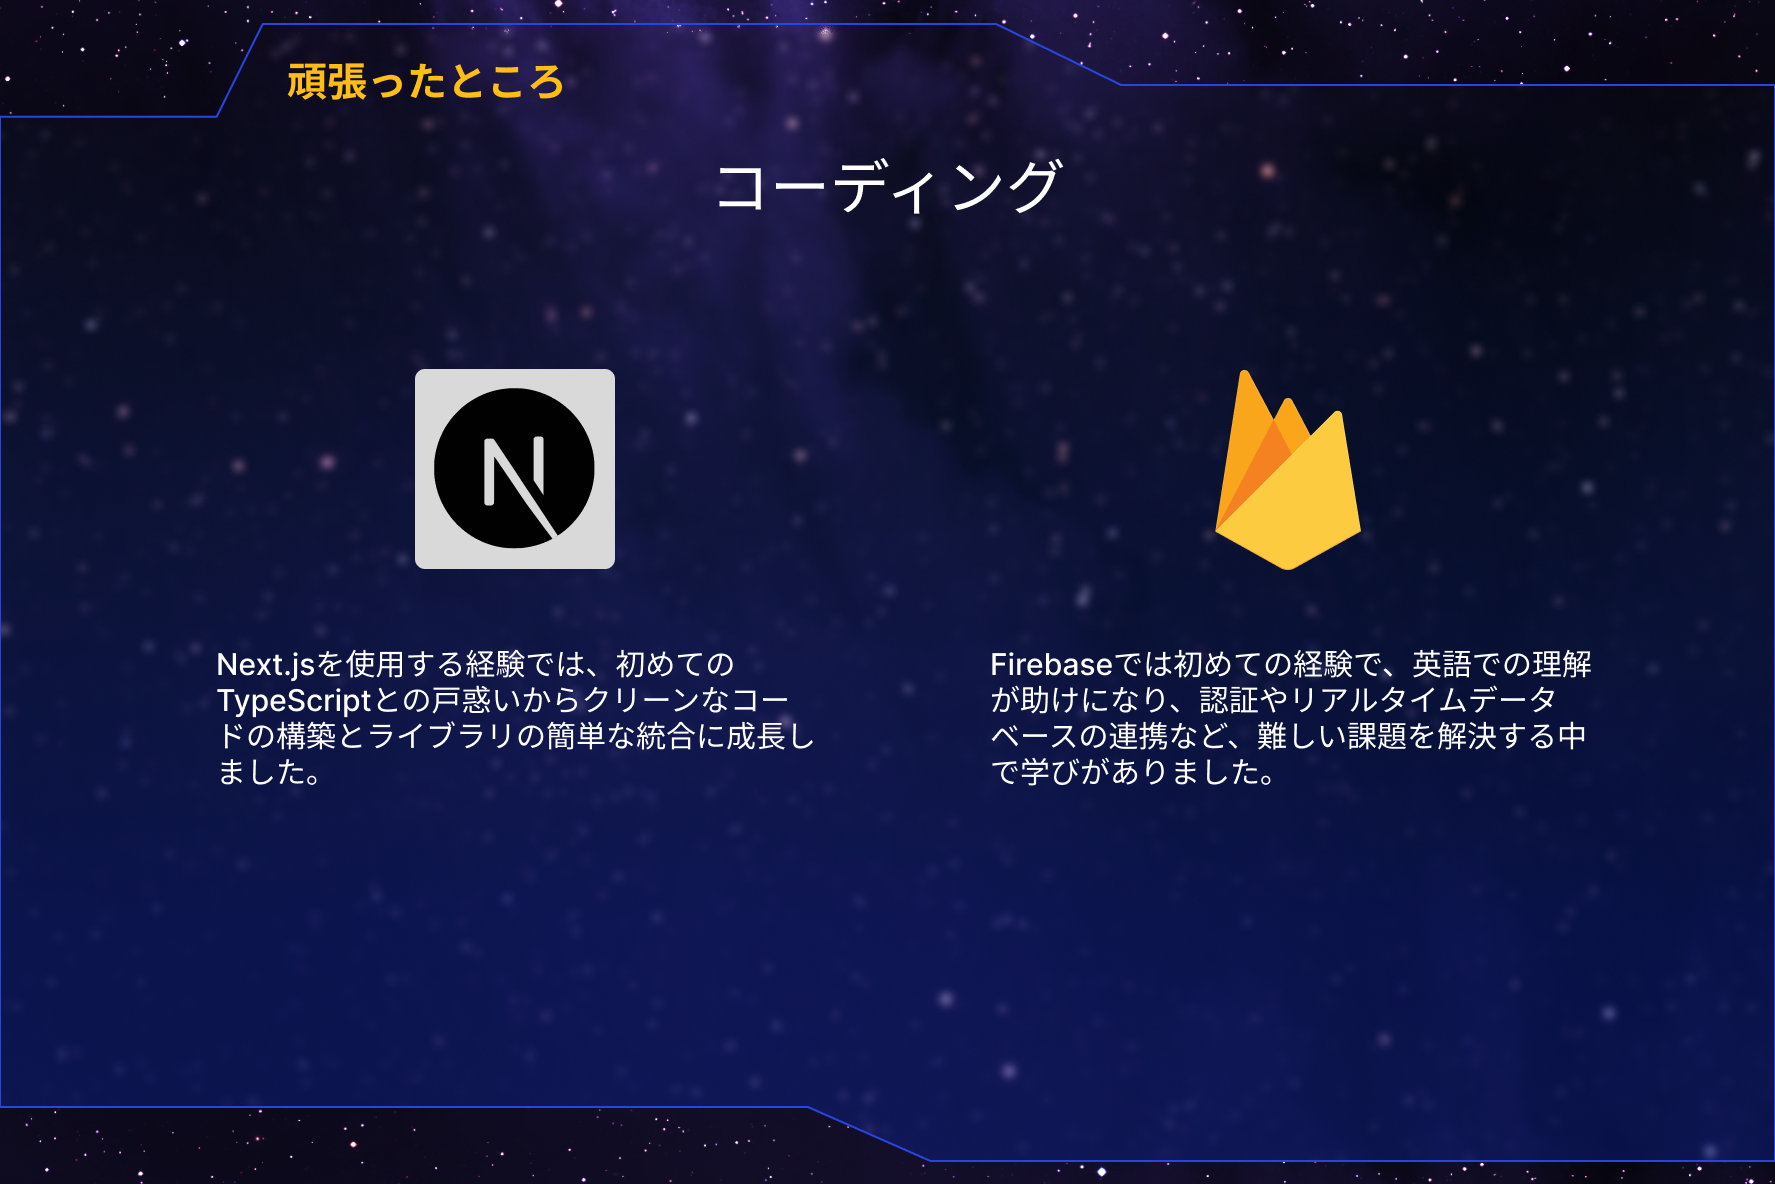 頑張ったところ
コーディング
N
Next.jsを使用する経験では、初めての
TypeScriptとの戸惑いからクリーンなコー
ドの構築とライブラリの簡単な統合に成長し
ました。
Firebaseでは初めての経験で、英語での理解
が助けになり、認証やリアルタイムデータ
ベースの連携など、難しい課題を解決する中
で学びがありました。